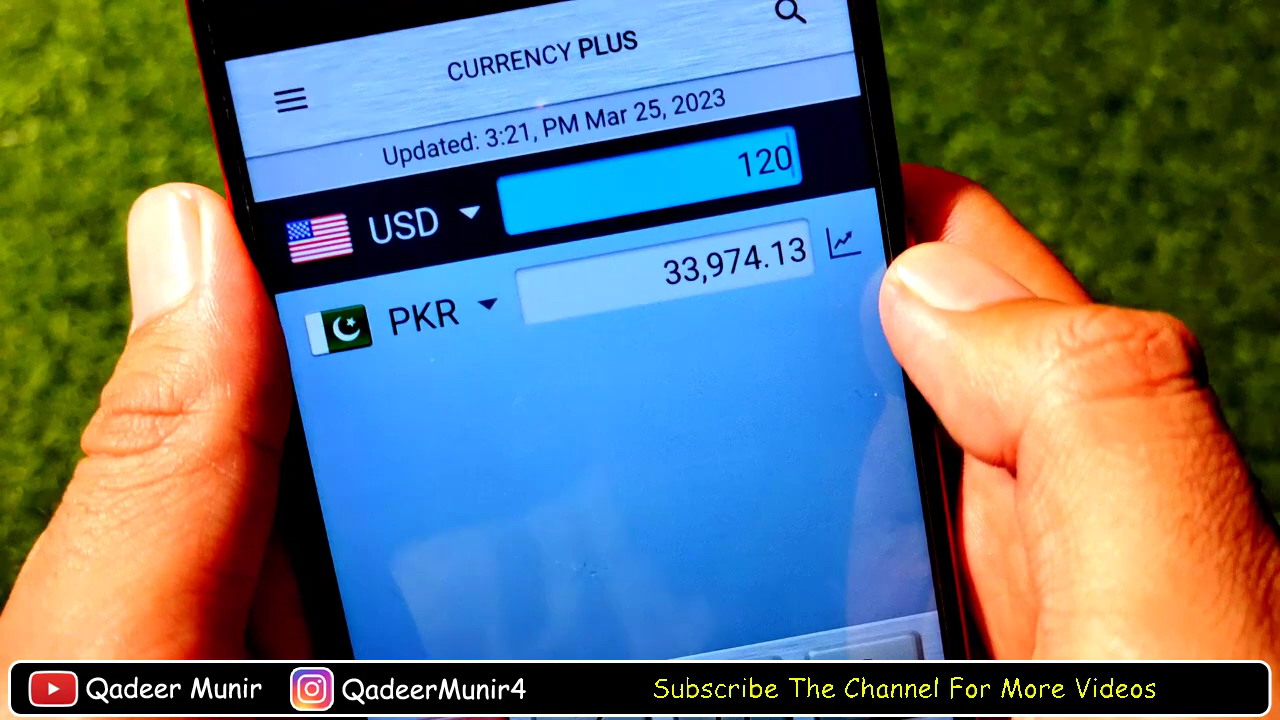 CURRENCY PLUS
Updated: 3:21, PM Mar 25, 2023
USD 120
PKR 33,974.13
Qadeer Munir QadeerMunir4 Subscribe The Channel For More Videos